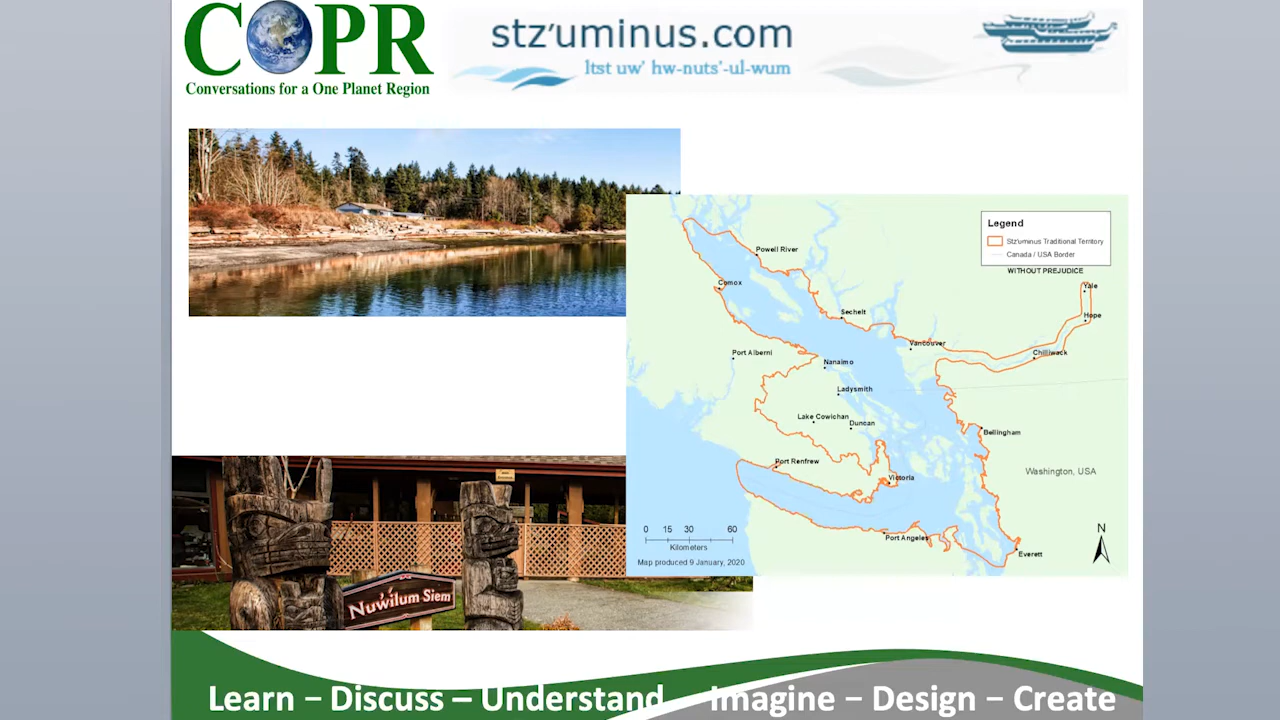 COPR
Conversations for a One Planet Region
stz'uminus.com
ltst uw' hw-nuts'-ul-wum
Legend
Stz'uminus Traditional Territory
Canada / USA Border
WITHOUT PREJUDICE
Powell River
Comox
Yale
Hope
Sechelt
Vancouver
Chilliwack
Port Alberni
Nanaimo
Ladysmith
Lake Cowichan
Duncan
Bellingham
Port Renfrew
Victoria
Washington, USA
0 15 30 60
Kilometers
Map produced 9 January, 2020
Port Angeles
Everett
N
Nuwilum Siem
Learn – Discuss – Understand – Imagine – Design – Create